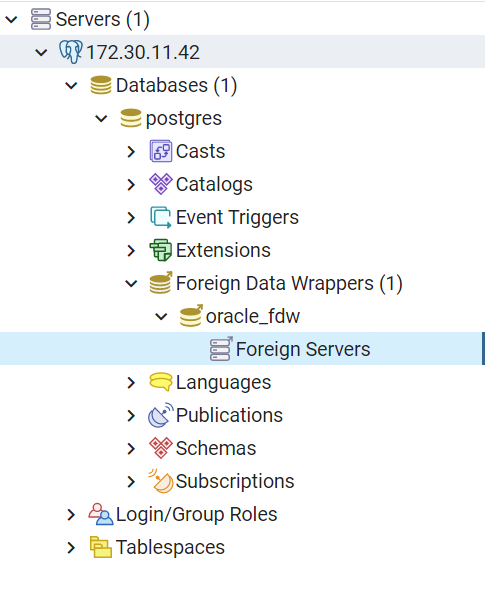 Servers (1)
172.30.11.42
Databases (1)
postgres
Casts
Catalogs
Event Triggers
Extensions
Foreign Data Wrappers (1)
oracle_fdw
Foreign Servers
Languages
Publications
Schemas
Subscriptions
Login/Group Roles
Tablespaces